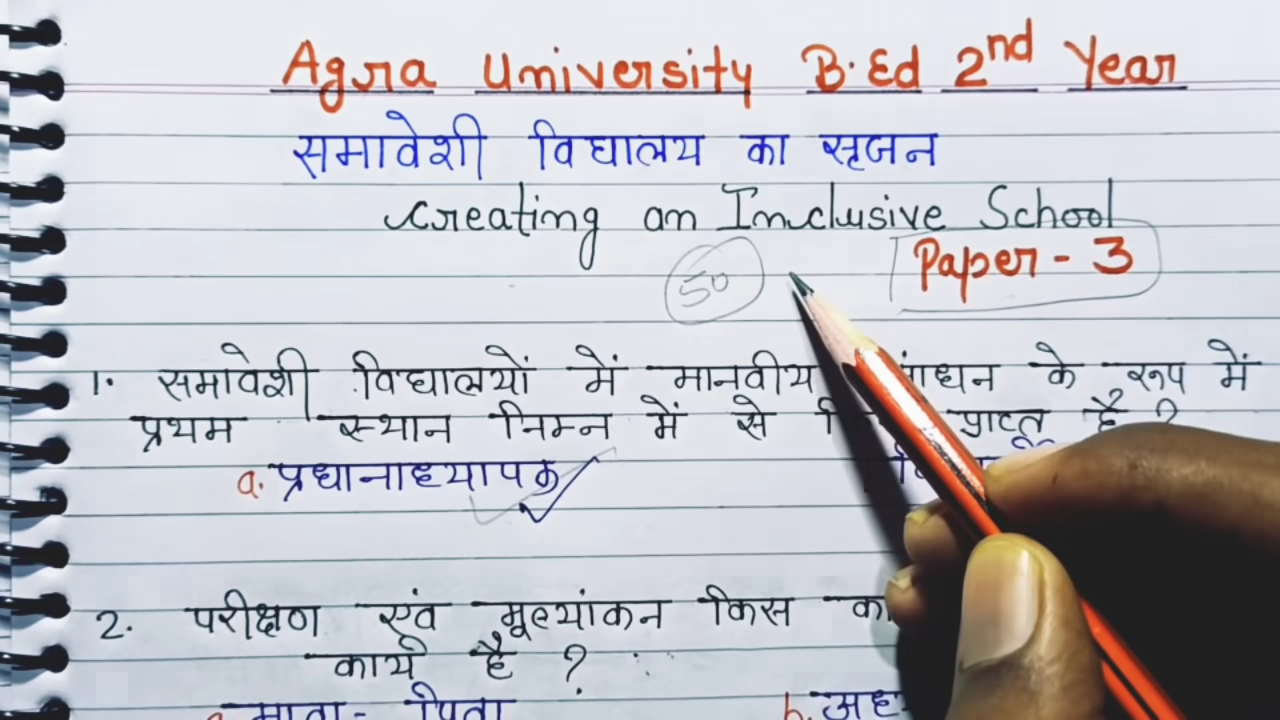 Agra University B.Ed 2nd Year
समावेशी विद्यालय का सृजन
creating an Inclusive School
50
Paper - 3
1. समावेशी विद्यालयों में मानवीय के रूप में
प्रथम स्थान निम्न में से प्राप्त है ?
a. प्रधानाध्यापक
2. परीक्षण एवं मूल्यांकन किस
कार्य है ?
माता - पिता
b.